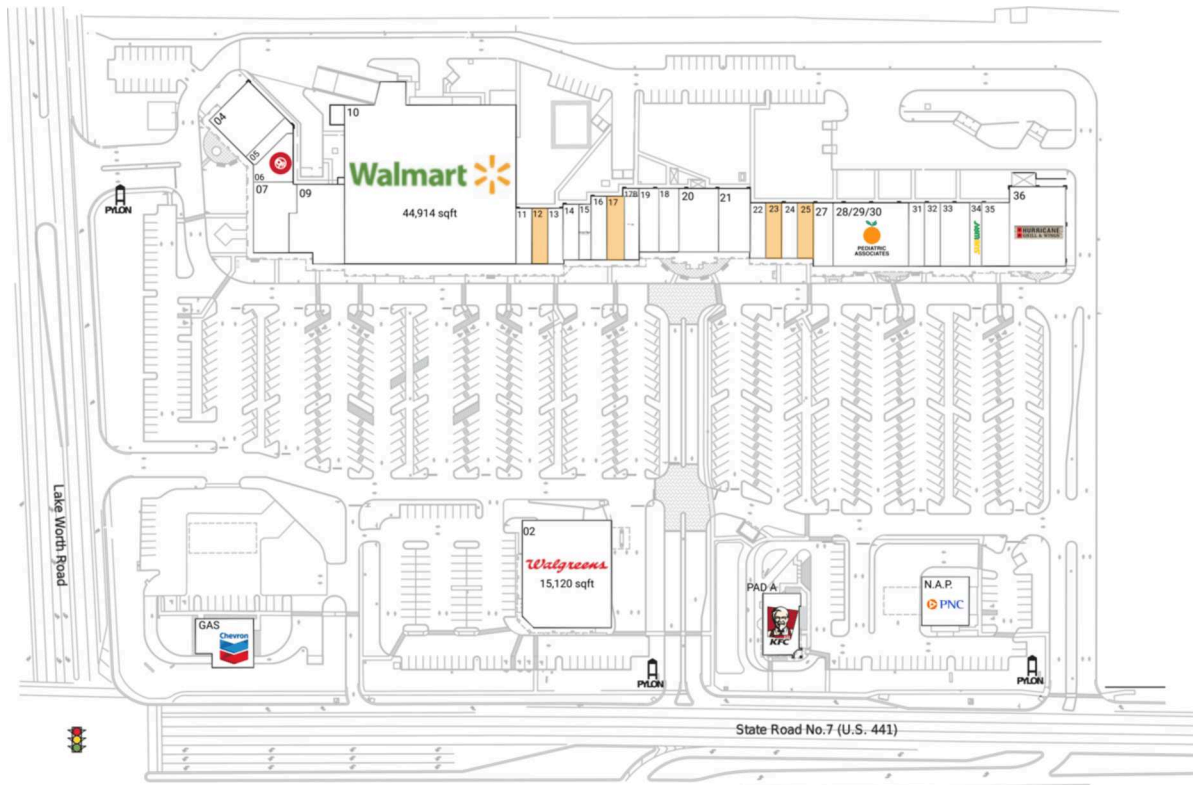 10
04
05
06
07
09
Walmart
44,914 sqft
PYLON
11
12
13
14
15
16
17
17B
19
18
20
21
22
23
24
25
27
28/29/30
PEDIATRIC
ASSOCIATES
31
32
33
34
SUBWAY
35
36
HURRICANE
GRILL & WINGS
Lake Worth Road
02
Walgreens
15,120 sqft
GAS
Chevron
PAD A
KFC
N.A.P.
PNC
PYLON
PYLON
State Road No.7 (U.S. 441)